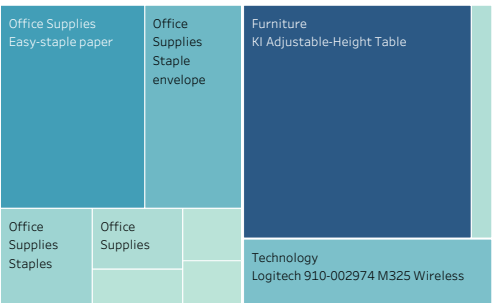 Office Supplies
Easy-staple paper
Office
Supplies
Staple
envelope
Furniture
KI Adjustable-Height Table
Office
Supplies
Staples
Office
Supplies
Technology
Logitech 910-002974 M325 Wireless